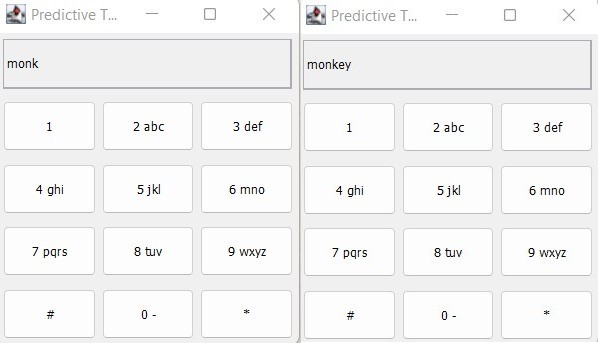 Predictive T...
monk
1 2 abc 3 def
4 ghi 5 jkl 6 mno
7 pqrs 8 tuv 9 wxyz
# 0 - *
Predictive T...
monkey
1 2 abc 3 def
4 ghi 5 jkl 6 mno
7 pqrs 8 tuv 9 wxyz
# 0 - *